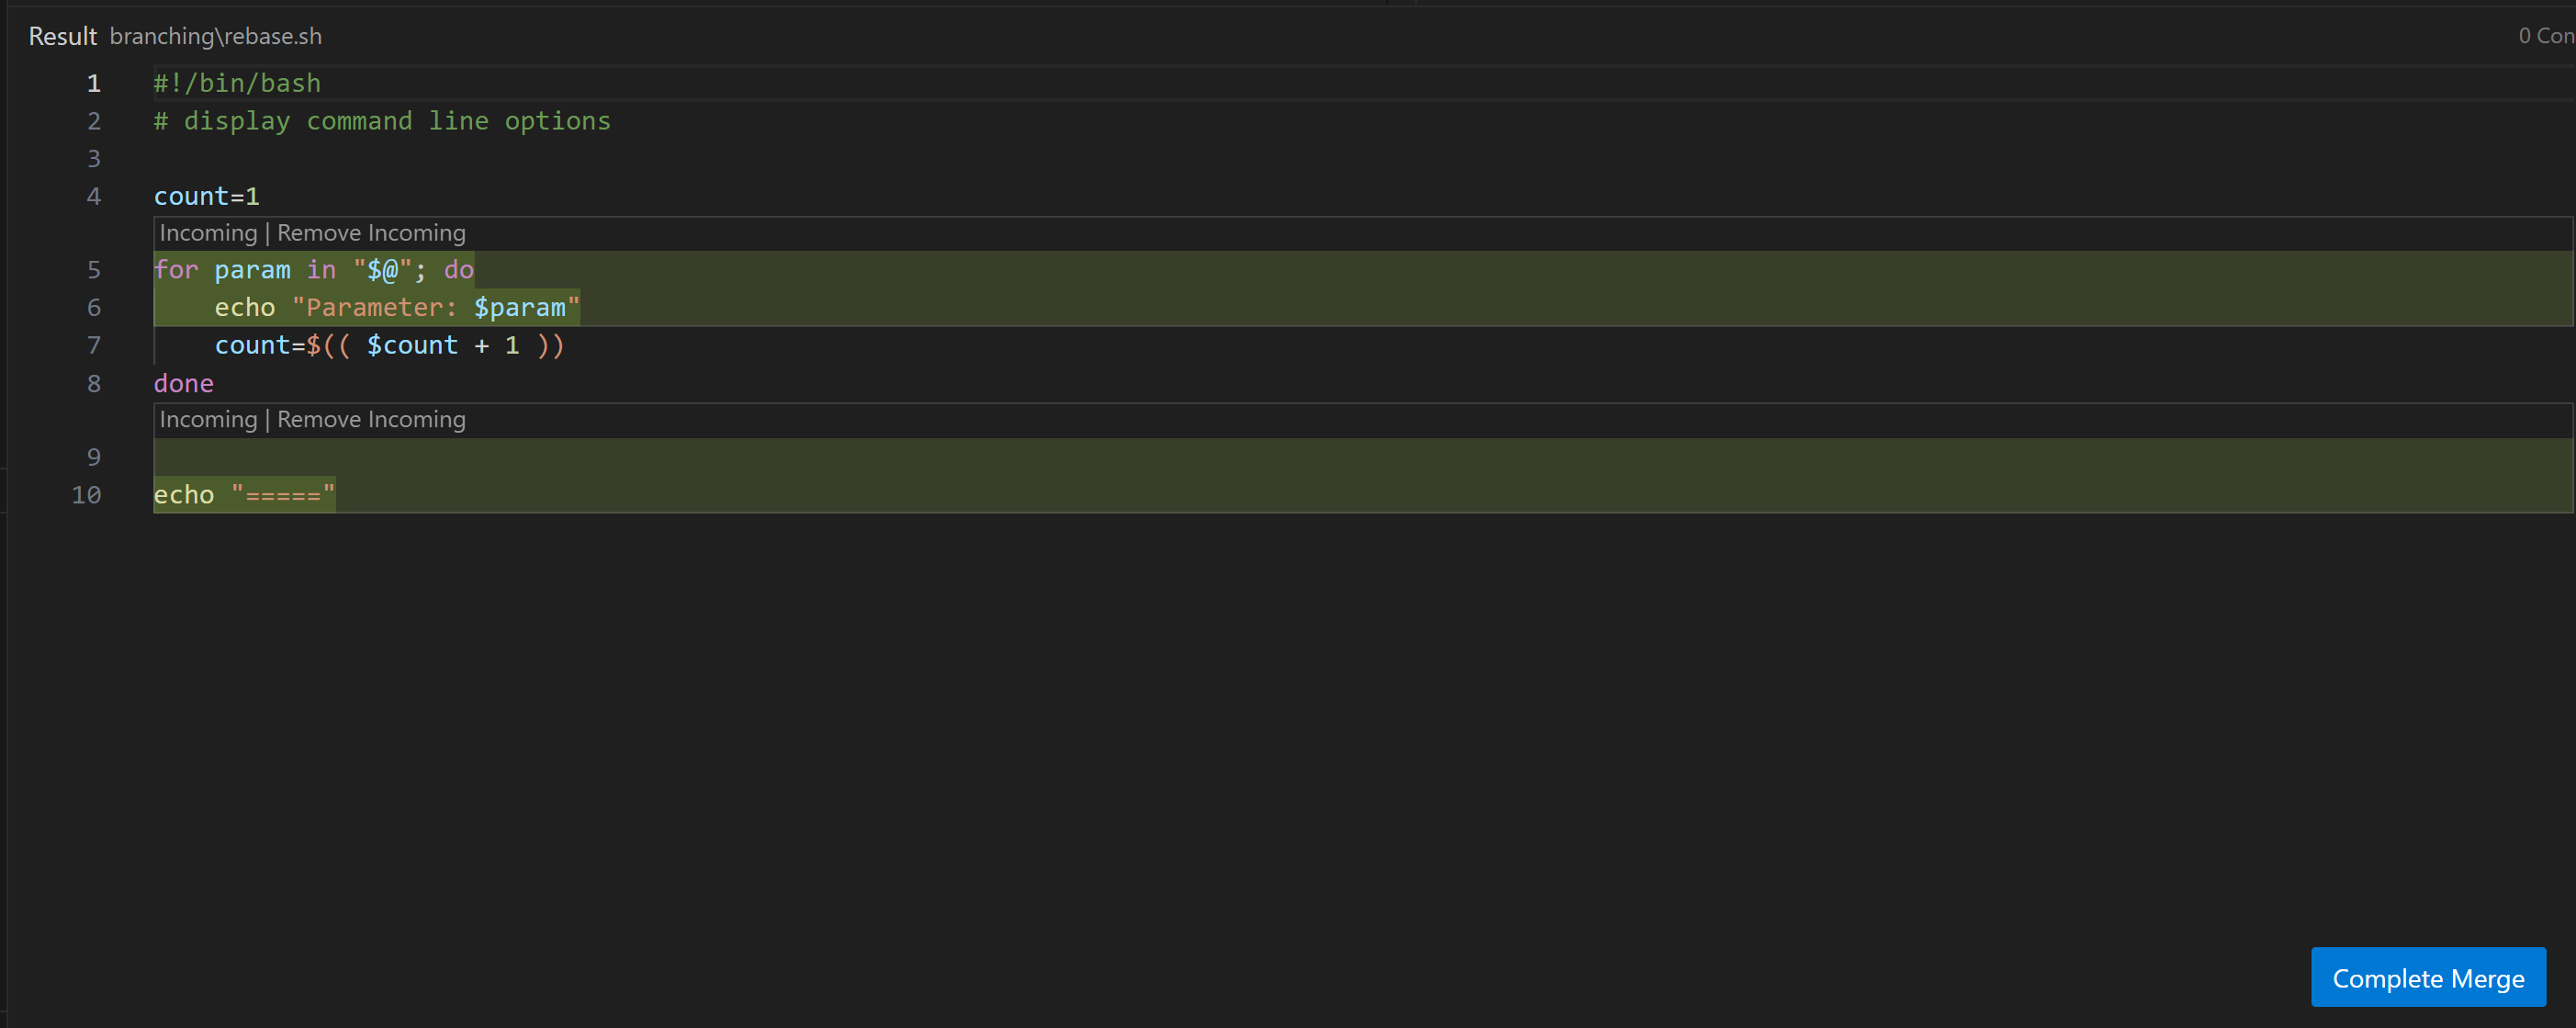 Result branching\rebase.sh 0 Con
1 #!/bin/bash
2 # display command line options
3
4 count=1
Incoming | Remove Incoming
5 for param in "$@"; do
6     echo "Parameter: $param"
7     count=$(( $count + 1 ))
8 done
Incoming | Remove Incoming
9
10 echo "====="
Complete Merge